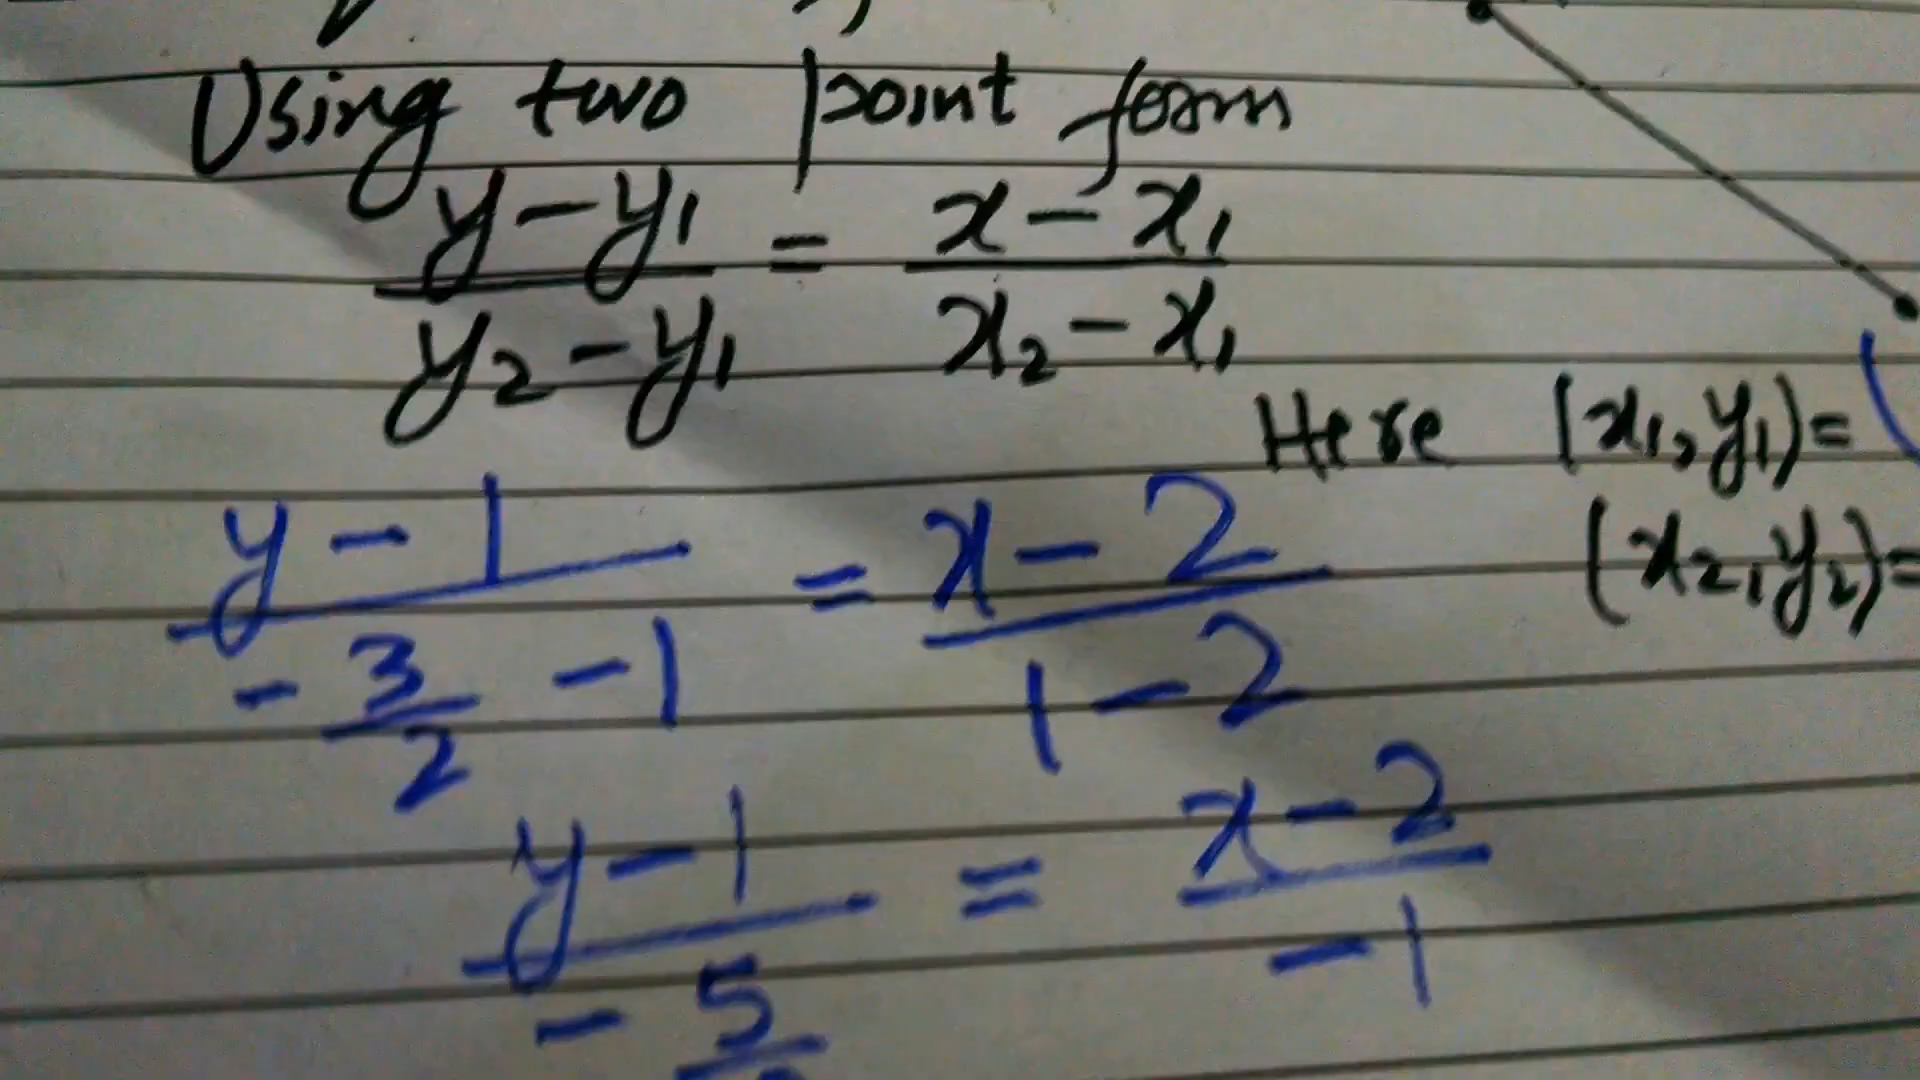 Using two point form
y-y₁/y₂-y₁ = x-x₁/x₂-x₁
Here (x₁,y₁)=(
(x₂,y₂)=
y-1/-3/2-1 = x-2/1-2
y-1/-5/ = x-2/-1